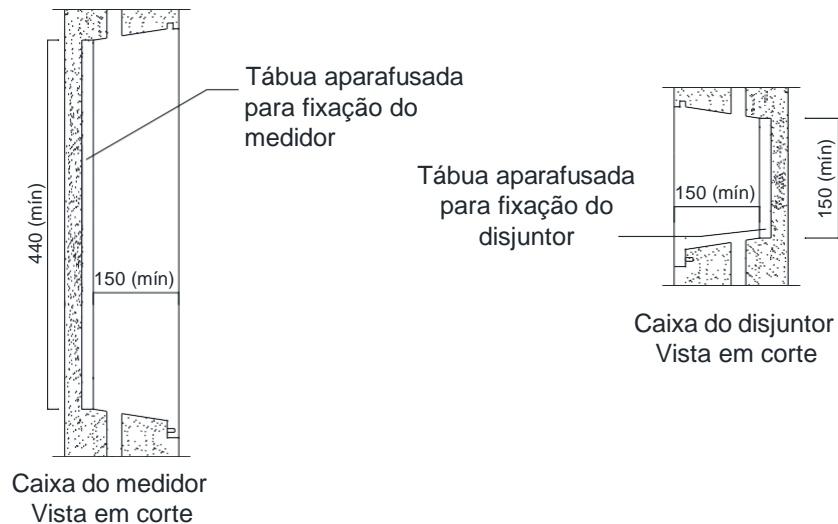 Tábua aparafusada
para fixação do
medidor
440 (mín)
150 (mín)
Caixa do medidor
Vista em corte
Tábua aparafusada
para fixação do
disjuntor
150 (mín)
150 (mín)
Caixa do disjuntor
Vista em corte